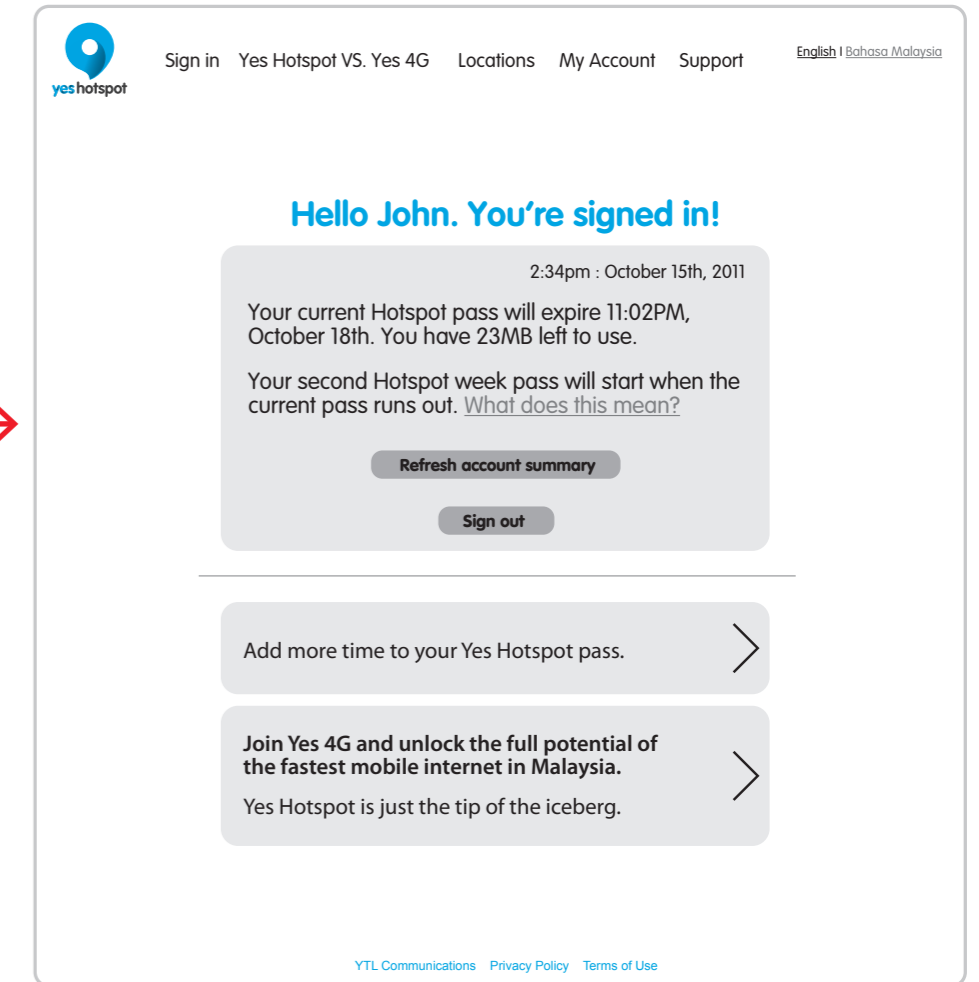 yes hotspot
Sign in Yes Hotspot VS. Yes 4G Locations My Account Support
English I Bahasa Malaysia
Hello John. You're signed in!
2:34pm : October 15th, 2011
Your current Hotspot pass will expire 11:02PM,
October 18th. You have 23MB left to use.
Your second Hotspot week pass will start when the
current pass runs out. What does this mean?
Refresh account summary
Sign out
Add more time to your Yes Hotspot pass.
Join Yes 4G and unlock the full potential of
the fastest mobile internet in Malaysia.
Yes Hotspot is just the tip of the iceberg.
YTL Communications Privacy Policy Terms of Use